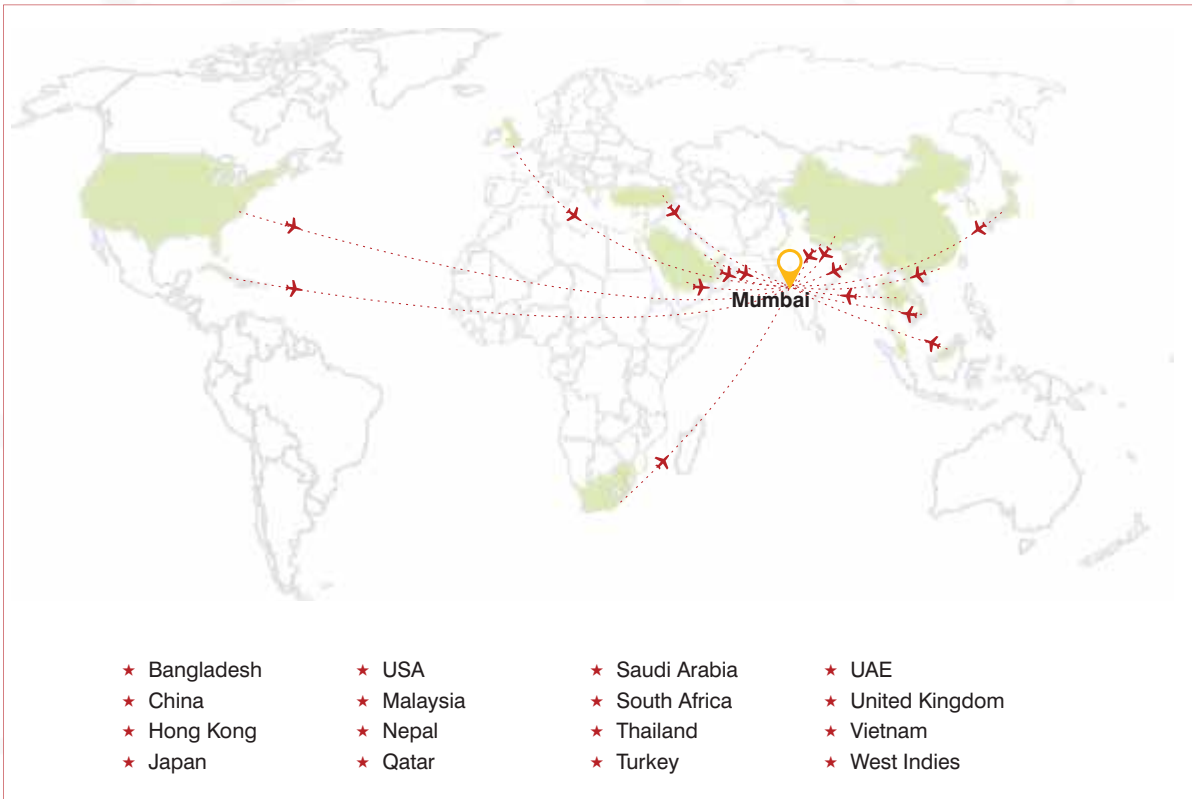 Mumbai
★ Bangladesh
★ China
★ Hong Kong
★ Japan
★ USA
★ Malaysia
★ Nepal
★ Qatar
★ Saudi Arabia
★ South Africa
★ Thailand
★ Turkey
★ UAE
★ United Kingdom
★ Vietnam
★ West Indies